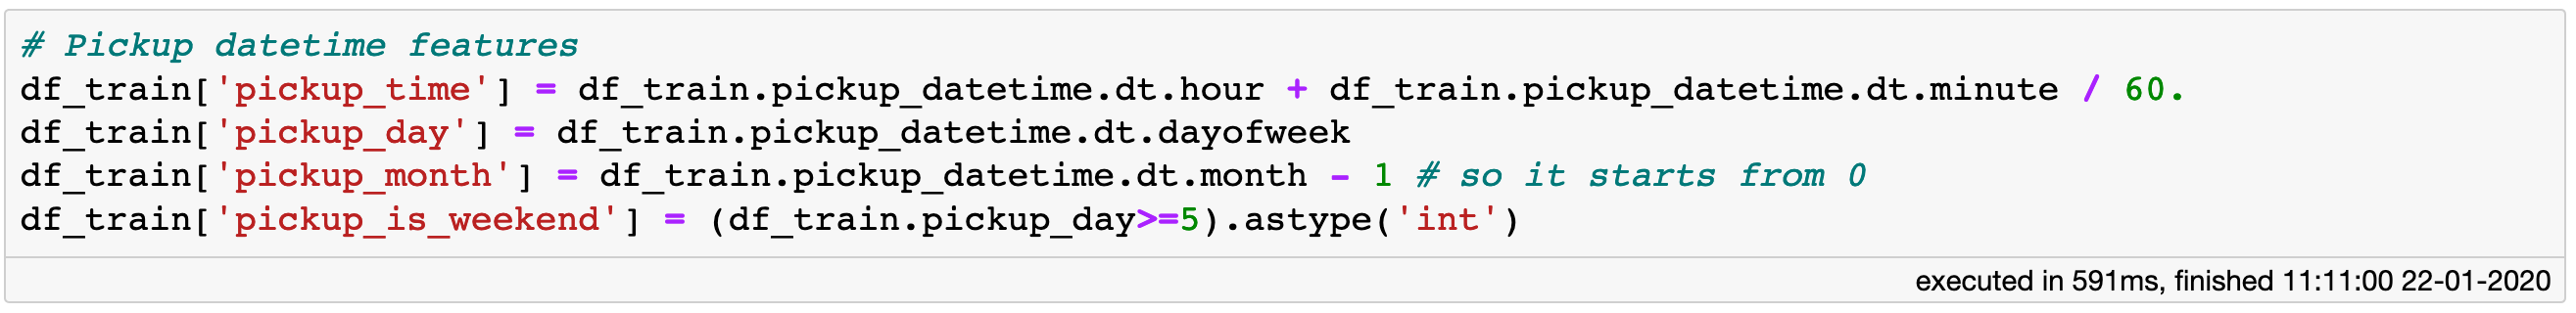 # Pickup datetime features
df_train['pickup_time'] = df_train.pickup_datetime.dt.hour + df_train.pickup_datetime.dt.minute / 60.
df_train['pickup_day'] = df_train.pickup_datetime.dt.dayofweek
df_train['pickup_month'] = df_train.pickup_datetime.dt.month - 1 # so it starts from 0
df_train['pickup_is_weekend'] = (df_train.pickup_day>=5).astype('int')
executed in 591ms, finished 11:11:00 22-01-2020